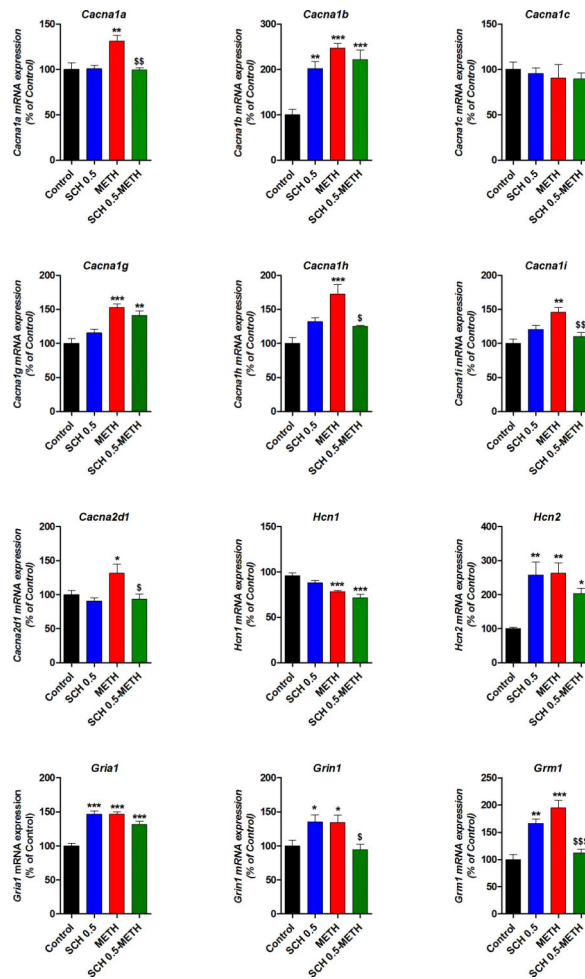 Cacna1a
Cacna1a mRNA expression
(% of Control)
150
100
50
0
**
$$
Control
SCH 0.5
METH
SCH 0.5-METH
Cacna1b
Cacna1b mRNA expression
(% of Control)
300
200
100
0
**
***
***
Control
SCH 0.5
METH
SCH 0.5-METH
Cacna1c
Cacna1c mRNA expression
(% of Control)
150
100
50
0
Control
SCH 0.5
METH
SCH 0.5-METH
Cacna1g
Cacna1g mRNA expression
(% of Control)
200
150
100
50
0
***
**
Control
SCH 0.5
METH
SCH 0.5-METH
Cacna1h
Cacna1h mRNA expression
(% of Control)
200
150
100
50
0
***
$
Control
SCH 0.5
METH
SCH 0.5-METH
Cacna1i
Cacna1i mRNA expression
(% of Control)
200
150
100
50
0
**
$$
Control
SCH 0.5
METH
SCH 0.5-METH
Cacna2d1
Cacna2d1 mRNA expression
(% of Control)
200
150
100
50
0
*
$
Control
SCH 0.5
METH
SCH 0.5-METH
Hcn1
Hcn1 mRNA expression
(% of Control)
150
100
50
0
***
***
Control
SCH 0.5
METH
SCH 0.5-METH
Hcn2
Hcn2 mRNA expression
(% of Control)
400
300
200
100
0
**
**
*
Control
SCH 0.5
METH
SCH 0.5-METH
Gria1
Gria1 mRNA expression
(% of Control)
200
150
100
50
0
***
***
***
Control
SCH 0.5
METH
SCH 0.5-METH
Grin1
Grin1 mRNA expression
(% of Control)
200
150
100
50
0
*
*
$
Control
SCH 0.5
METH
SCH 0.5-METH
Grm1
Grm1 mRNA expression
(% of Control)
250
200
150
100
50
0
**
***
$$$
Control
SCH 0.5
METH
SCH 0.5-METH